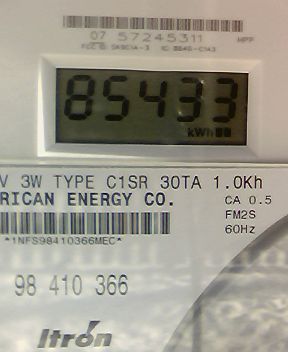 07 57245311
85433
kWh
V 3W TYPE C1SR 30TA 1.0Kh
RICAN ENERGY CO.
CA 0.5
FM2S
60Hz
*1NFS98410366MEC*
98 410 366
Itrón